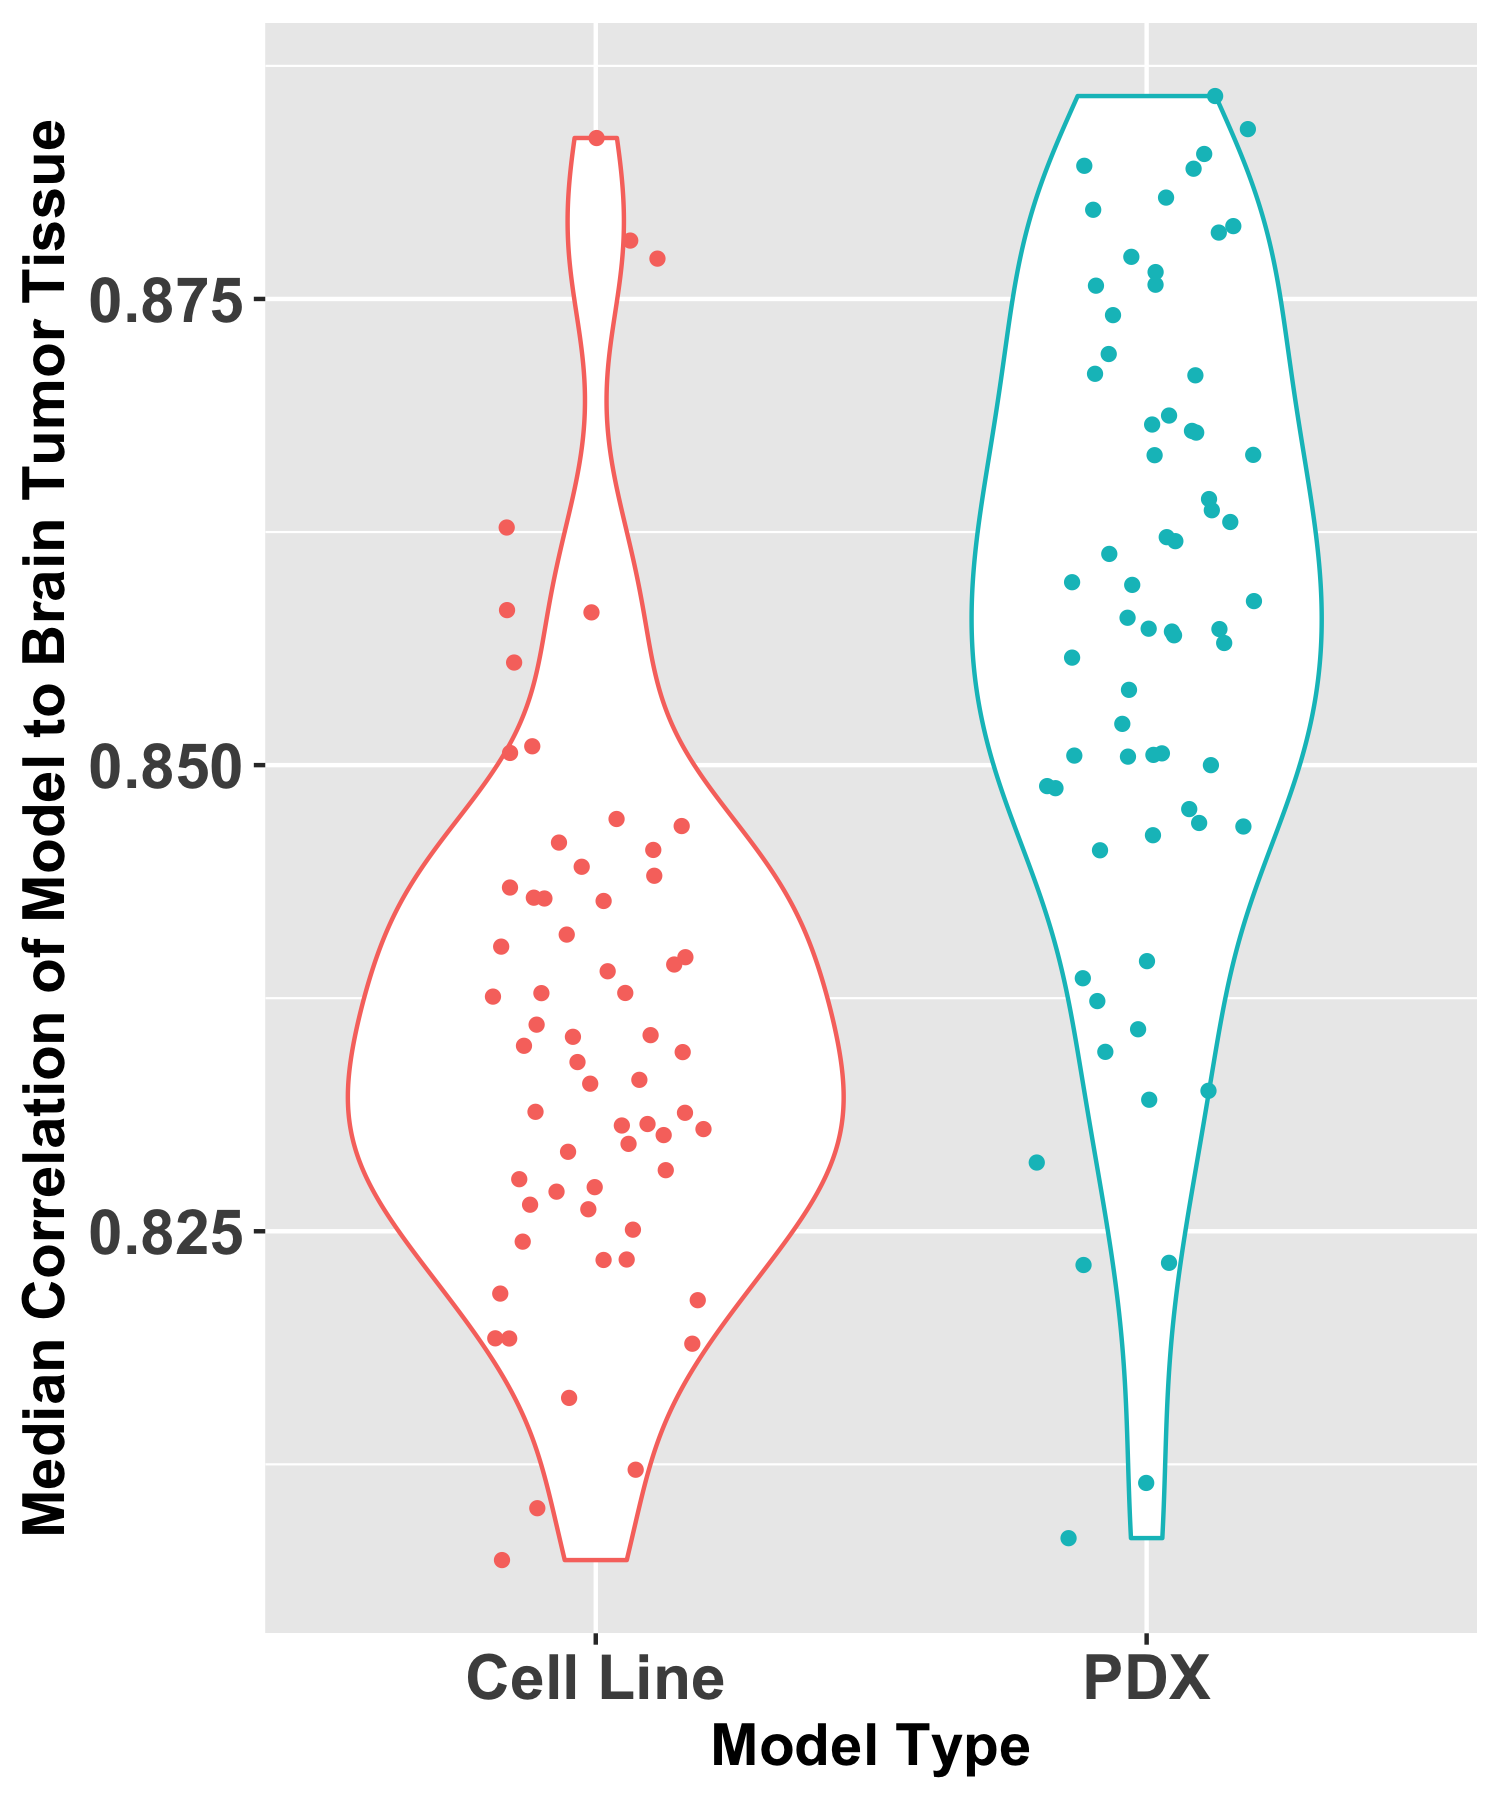 Median Correlation of Model to Brain Tumor Tissue
0.875
0.850
0.825
Cell Line PDX
Model Type